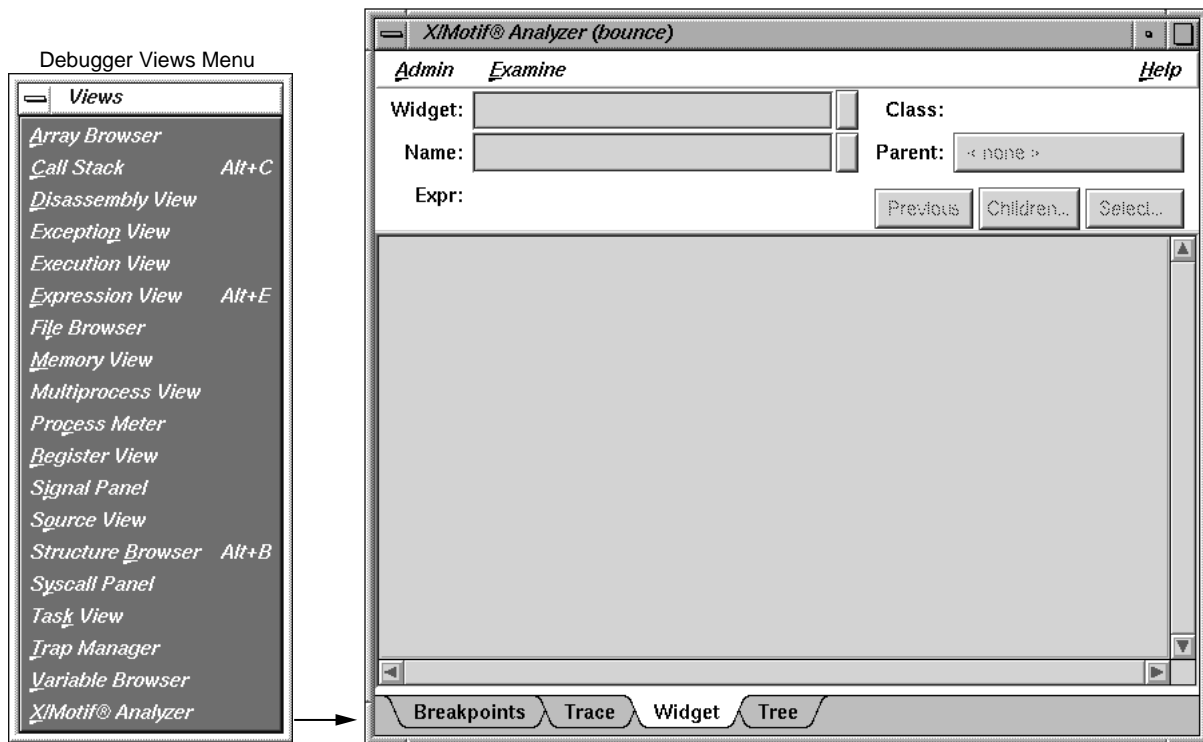 Debugger Views Menu
Views
Array Browser
Call Stack Alt+C
Disassembly View
Exception View
Execution View
Expression View Alt+E
File Browser
Memory View
Multiprocess View
Process Meter
Register View
Signal Panel
Source View
Structure Browser Alt+B
Syscall Panel
Task View
Trap Manager
Variable Browser
X/Motif® Analyzer
X/Motif® Analyzer (bounce)
Admin Examine Help
Widget: Class:
Name: Parent: < none >
Expr: Previous Children... Select...
Breakpoints Trace Widget Tree